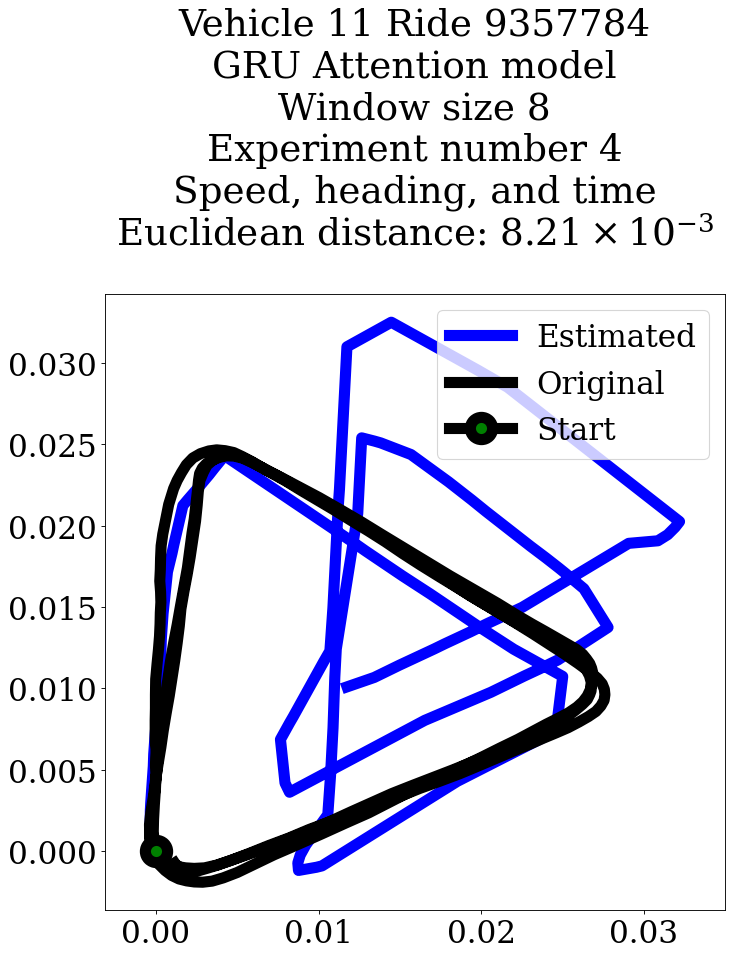 Vehicle 11 Ride 9357784
GRU Attention model
Window size 8
Experiment number 4
Speed, heading, and time
Euclidean distance: 8.21 × 10⁻³
Estimated
Original
Start
0.030
0.025
0.020
0.015
0.010
0.005
0.000
0.00 0.01 0.02 0.03